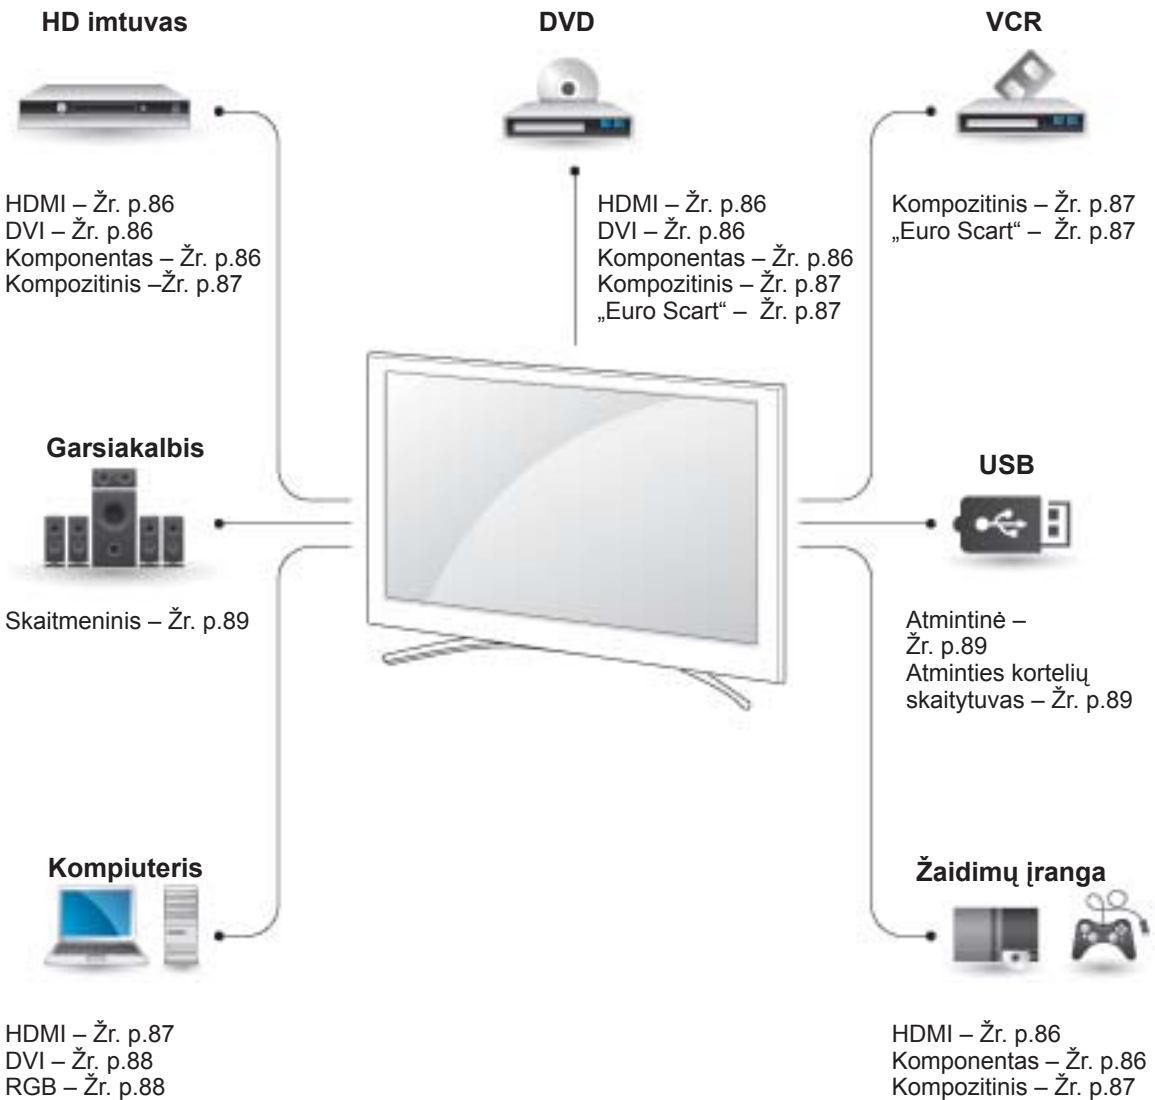 HD imtuvas
HDMI – Žr. p.86
DVI – Žr. p.86
Komponentas – Žr. p.86
Kompozitinis –Žr. p.87
DVD
HDMI – Žr. p.86
DVI – Žr. p.86
Komponentas – Žr. p.86
Kompozitinis – Žr. p.87
„Euro Scart“ – Žr. p.87
VCR
Kompozitinis – Žr. p.87
„Euro Scart“ – Žr. p.87
Garsiakalbis
Skaitmeninis – Žr. p.89
USB
Atmintinė –
Žr. p.89
Atminties kortelių
skaitytuvas – Žr. p.89
Kompiuteris
HDMI – Žr. p.87
DVI – Žr. p.88
RGB – Žr. p.88
Žaidimų įranga
HDMI – Žr. p.86
Komponentas – Žr. p.86
Kompozitinis – Žr. p.87